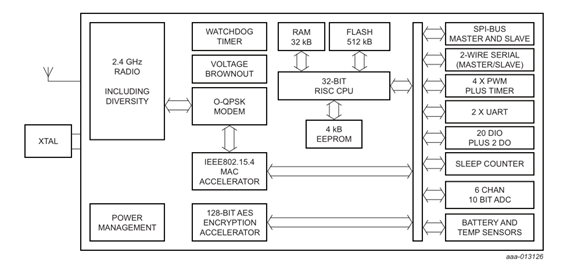 XTAL
2.4 GHz
RADIO
INCLUDING
DIVERSITY
POWER
MANAGEMENT
WATCHDOG
TIMER
VOLTAGE
BROWNOUT
O-QPSK
MODEM
IEEE802.15.4
MAC
ACCELERATOR
128-BIT AES
ENCRYPTION
ACCELERATOR
RAM
32 kB
FLASH
512 kB
32-BIT
RISC CPU
4 kB
EEPROM
SPI-BUS
MASTER AND SLAVE
2-WIRE SERIAL
(MASTER/SLAVE)
4 X PWM
PLUS TIMER
2 X UART
20 DIO
PLUS 2 DO
SLEEP COUNTER
6 CHAN
10 BIT ADC
BATTERY AND
TEMP SENSORS
aaa-013126